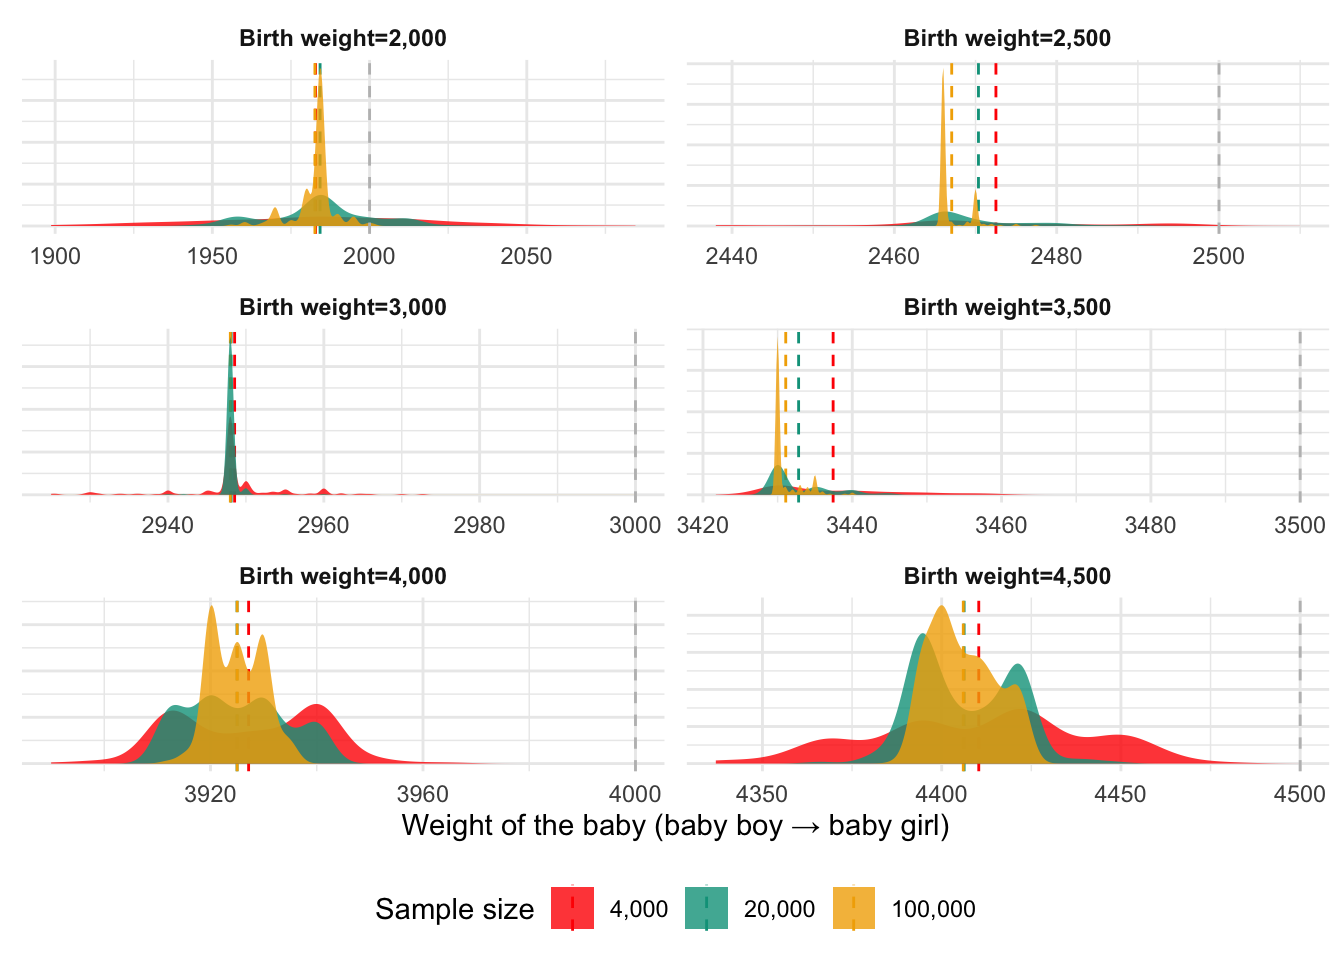 Birth weight=2,000
Birth weight=2,500
1900 1950 2000 2050
2440 2460 2480 2500
Birth weight=3,000
Birth weight=3,500
2940 2960 2980 3000
3420 3440 3460 3480 3500
Birth weight=4,000
Birth weight=4,500
3920 3960 4000
4350 4400 4450 4500
Weight of the baby (baby boy → baby girl)
Sample size 4,000 20,000 100,000